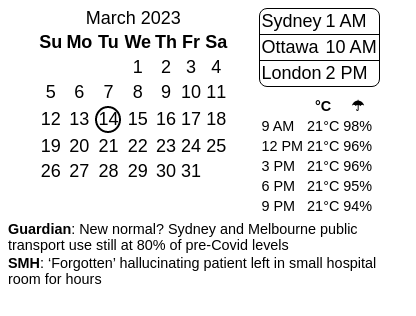 March 2023
Su Mo Tu We Th Fr Sa
1 2 3 4
5 6 7 8 9 10 11
12 13 14 15 16 17 18
19 20 21 22 23 24 25
26 27 28 29 30 31
Sydney 1 AM
Ottawa 10 AM
London 2 PM
°C ☂
9 AM 21°C 98%
12 PM 21°C 96%
3 PM 21°C 96%
6 PM 21°C 95%
9 PM 21°C 94%
Guardian: New normal? Sydney and Melbourne public
transport use still at 80% of pre-Covid levels
SMH: ‘Forgotten’ hallucinating patient left in small hospital
room for hours